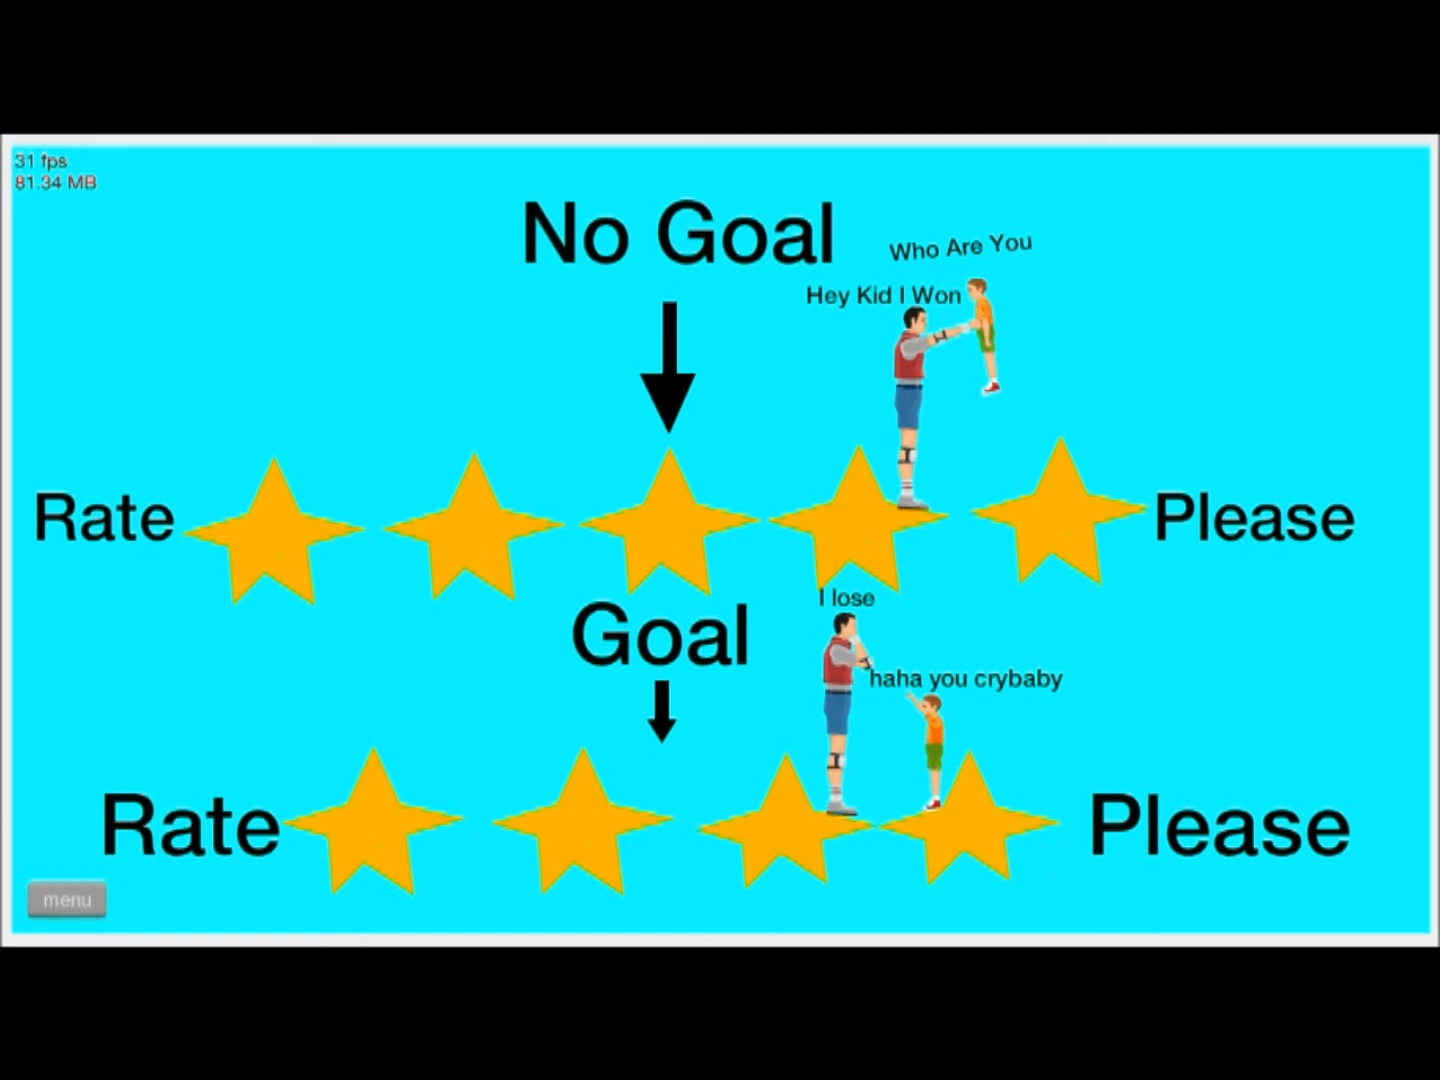 31 fps
81.34 MB
No Goal
Who Are You
Hey Kid I Won
Rate
Please
I lose
Goal
haha you crybaby
Rate
Please
menu